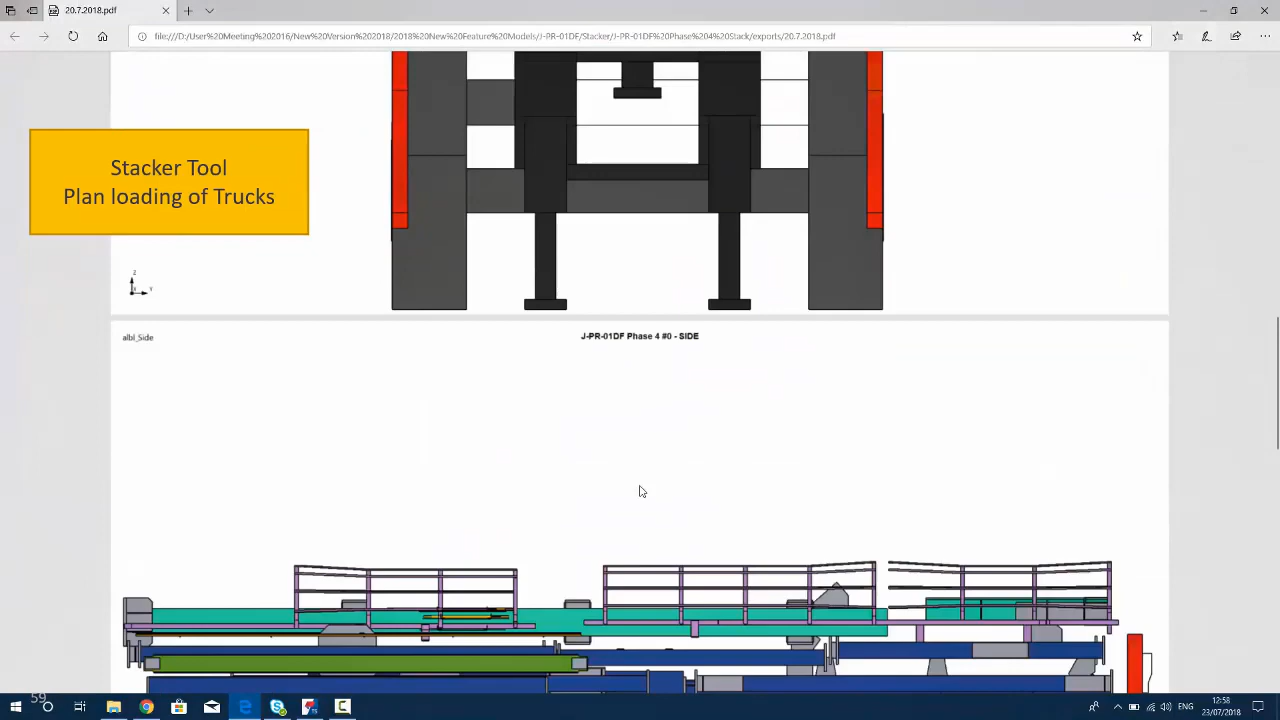 20.7.2018.pdf
file:///D:/User%20Meeting%202016/New%20Version%202018/2018%20New%20Feature%20Models/J-PR-01DF/Stacker/J-PR-01DF%20Phase%204%20Stack/exports/20.7.2018.pdf
Stacker Tool
Plan loading of Trucks
Z
X
Y
albl_Side
J-PR-01DF Phase 4 #0 - SIDE
59
ENG
12:58
23/07/2018